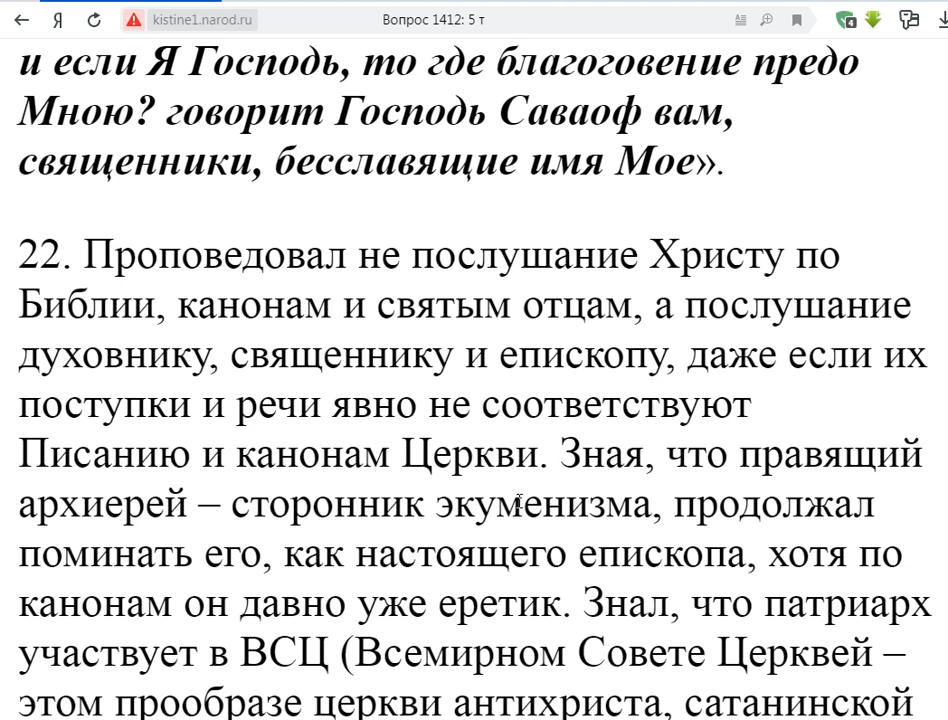 Я kistine1.narod.ru Вопрос 1412: 5 т 4
и если Я Господь, то где благоговение предо
Мною? говорит Господь Саваоф вам,
священники, бесславящие имя Мое».
22. Проповедовал не послушание Христу по
Библии, канонам и святым отцам, а послушание
духовнику, священнику и епископу, даже если их
поступки и речи явно не соответствуют
Писанию и канонам Церкви. Зная, что правящий
архиерей – сторонник экуменизма, продолжал
поминать его, как настоящего епископа, хотя по
канонам он давно уже еретик. Знал, что патриарх
участвует в ВСЦ (Всемирном Совете Церквей –
этом прообразе церкви антихриста, сатанинской